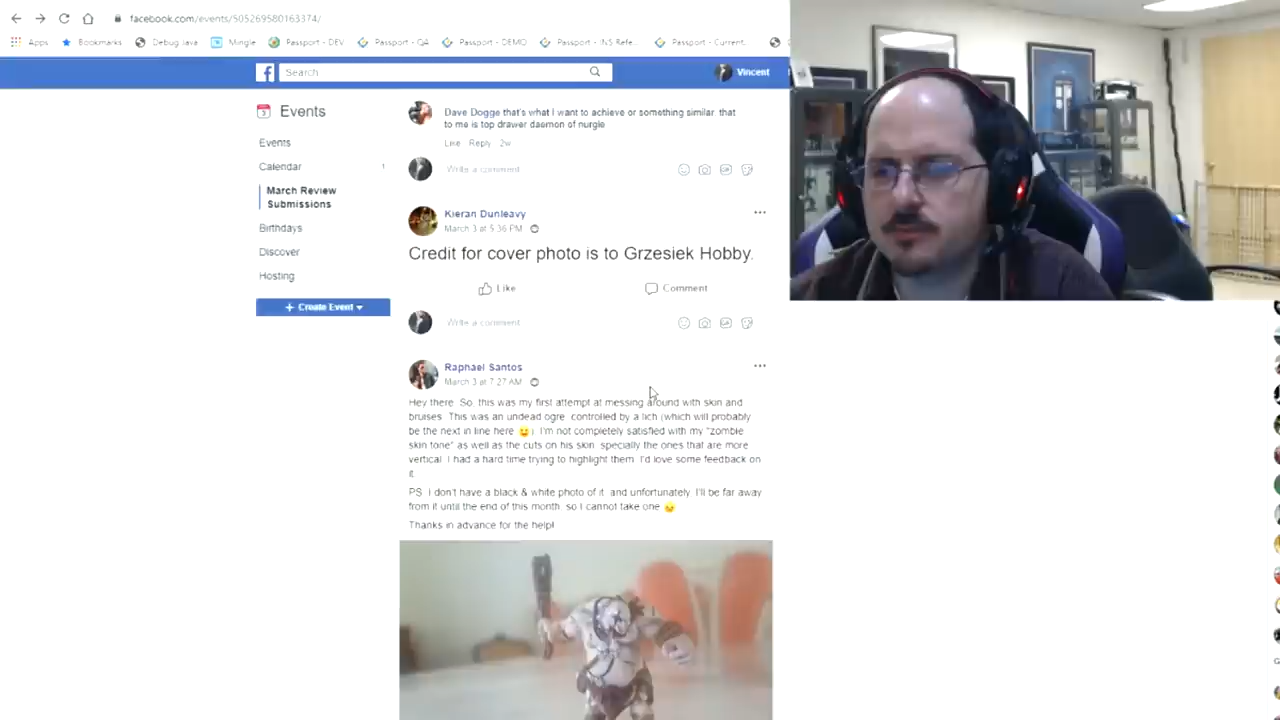 facebook.com/events/505269580163374/
Apps Bookmarks Debug Java Mingle Passport - DEV Passport - QA Passport - DEMO Passport - INS Refe... Passport - Current...
Search
Vincent
Events
Events
Calendar 1
March Review
Submissions
Birthdays
Discover
Hosting
+ Create Event
Dave Dogge that's what I want to achieve or something similar that
to me is top drawer daemon of nurgle
Like Reply 2w
Write a comment
Kieran Dunleavy
March 3 at 5:36 PM
Credit for cover photo is to Grzesiek Hobby.
Like Comment
Write a comment
Raphael Santos
March 3 at 7:27 AM
Hey there. So, this was my first attempt at messing around with skin and
bruises. This was an undead ogre, controlled by a lich (which will probably
be the next in line here 😉). I'm not completely satisfied with my "zombie
skin tone" as well as the cuts on his skin, specially the ones that are more
vertical. I had a hard time trying to highlight them. I'd love some feedback on
it.
PS. I don't have a black & white photo of it, and unfortunately, I'll be far away
from it until the end of this month, so I cannot take one 😟
Thanks in advance for the help!